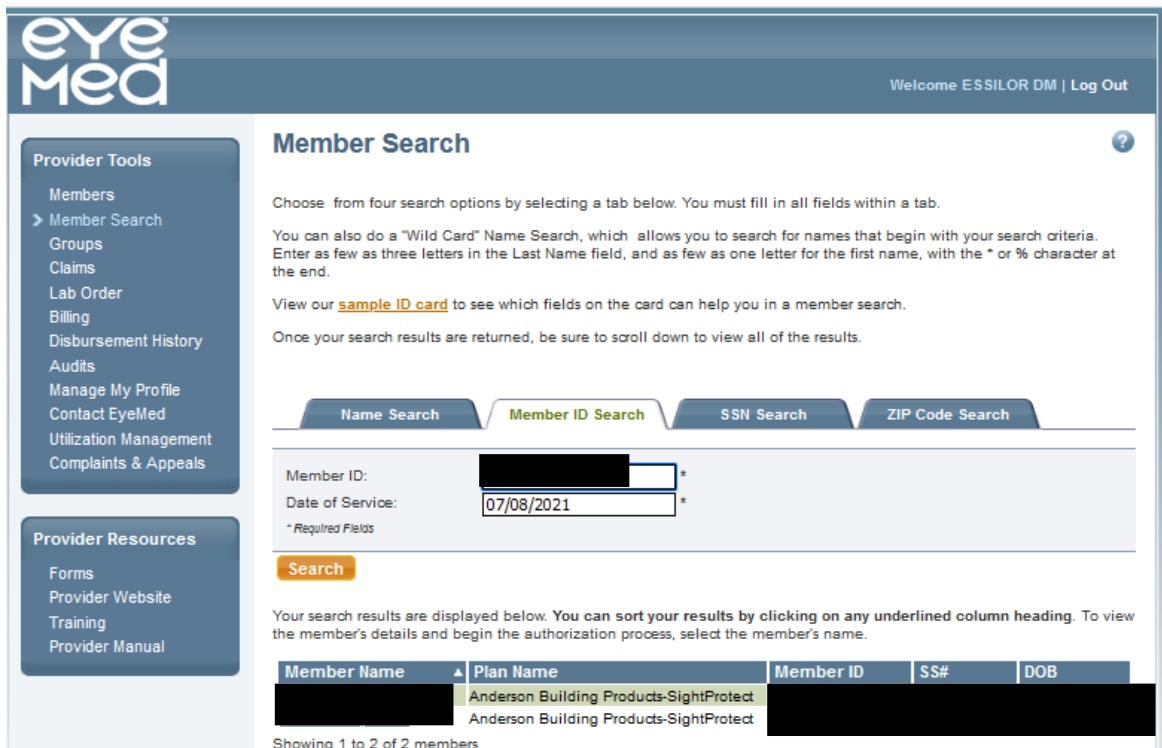 eye
med
Welcome ESSILOR DM | Log Out
Provider Tools
Members
Member Search
Groups
Claims
Lab Order
Billing
Disbursement History
Audits
Manage My Profile
Contact EyeMed
Utilization Management
Complaints & Appeals
Provider Resources
Forms
Provider Website
Training
Provider Manual
Member Search
?
Choose from four search options by selecting a tab below. You must fill in all fields within a tab.
You can also do a "Wild Card" Name Search, which allows you to search for names that begin with your search criteria.
Enter as few as three letters in the Last Name field, and as few as one letter for the first name, with the * or % character at
the end.
View our sample ID card to see which fields on the card can help you in a member search.
Once your search results are returned, be sure to scroll down to view all of the results.
Name Search Member ID Search SSN Search ZIP Code Search
Member ID: *
Date of Service: 07/08/2021 *
* Required Fields
Search
Your search results are displayed below. You can sort your results by clicking on any underlined column heading. To view
the member's details and begin the authorization process, select the member's name.
Member Name Plan Name Member ID SS# DOB
Anderson Building Products-SightProtect
Anderson Building Products-SightProtect
Showing 1 to 2 of 2 members